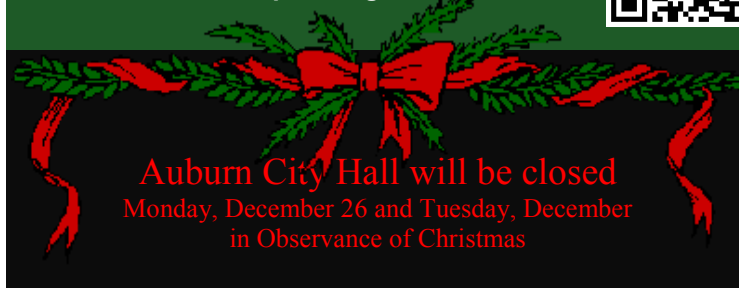 Auburn City Hall will be closed
Monday, December 26 and Tuesday, December
in Observance of Christmas